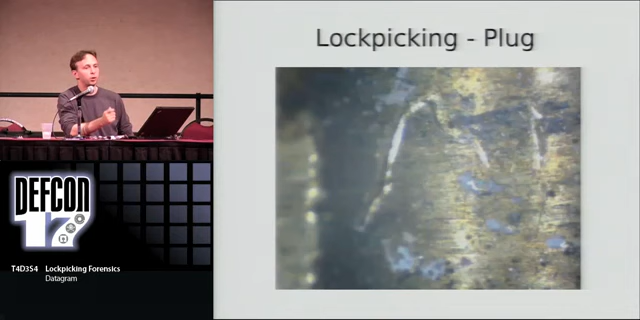 Lockpicking - Plug
DEFCON
17
T4D3S4 Lockpicking Forensics
Datagram